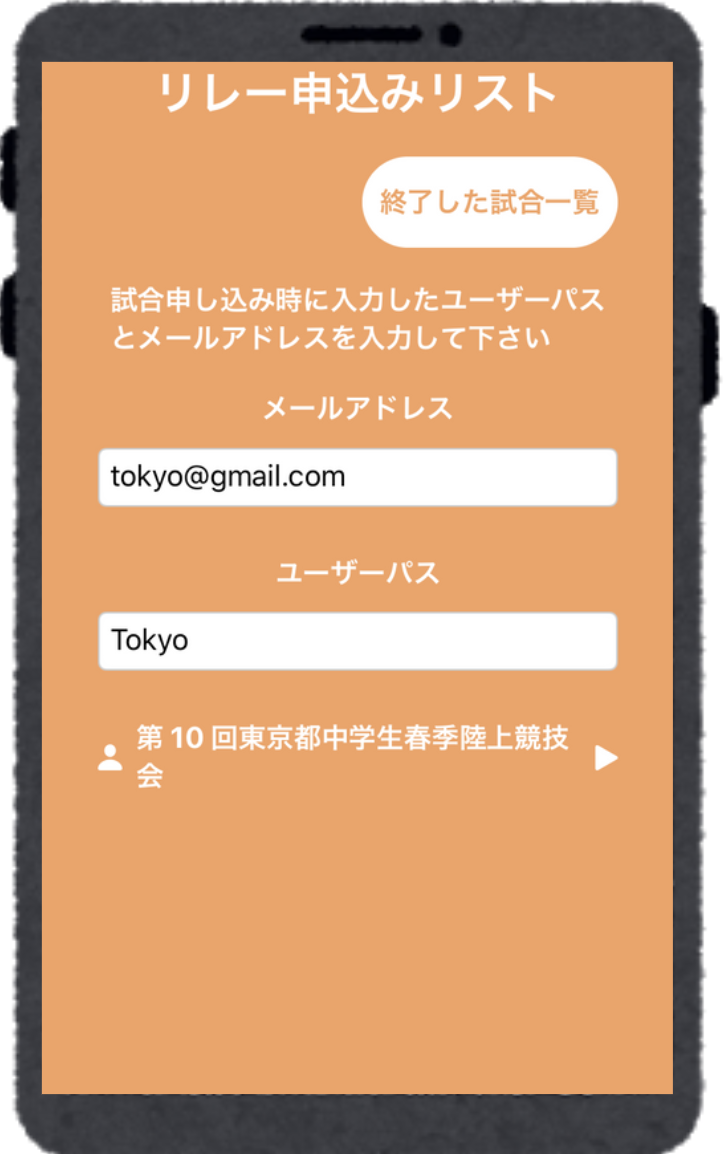 リレー申込みリスト
終了した試合一覧
試合申し込み時に入力したユーザーパス
とメールアドレスを入力して下さい
メールアドレス
tokyo@gmail.com
ユーザーパス
Tokyo
第 10 回東京都中学生春季陸上競技
会